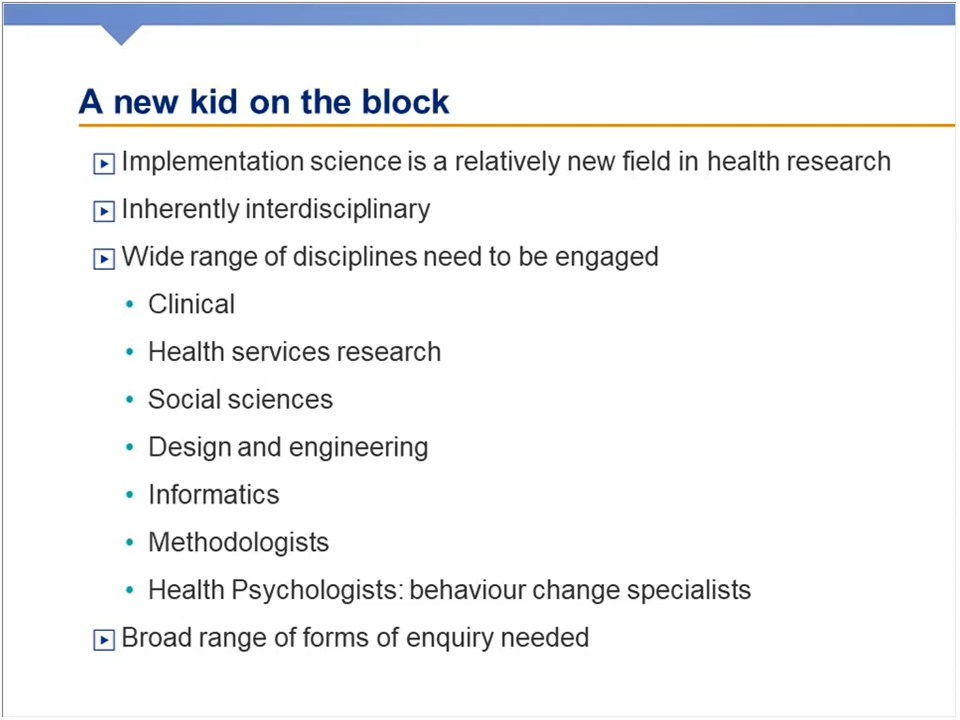 A new kid on the block
Implementation science is a relatively new field in health research
Inherently interdisciplinary
Wide range of disciplines need to be engaged
• Clinical
• Health services research
• Social sciences
• Design and engineering
• Informatics
• Methodologists
• Health Psychologists: behaviour change specialists
Broad range of forms of enquiry needed